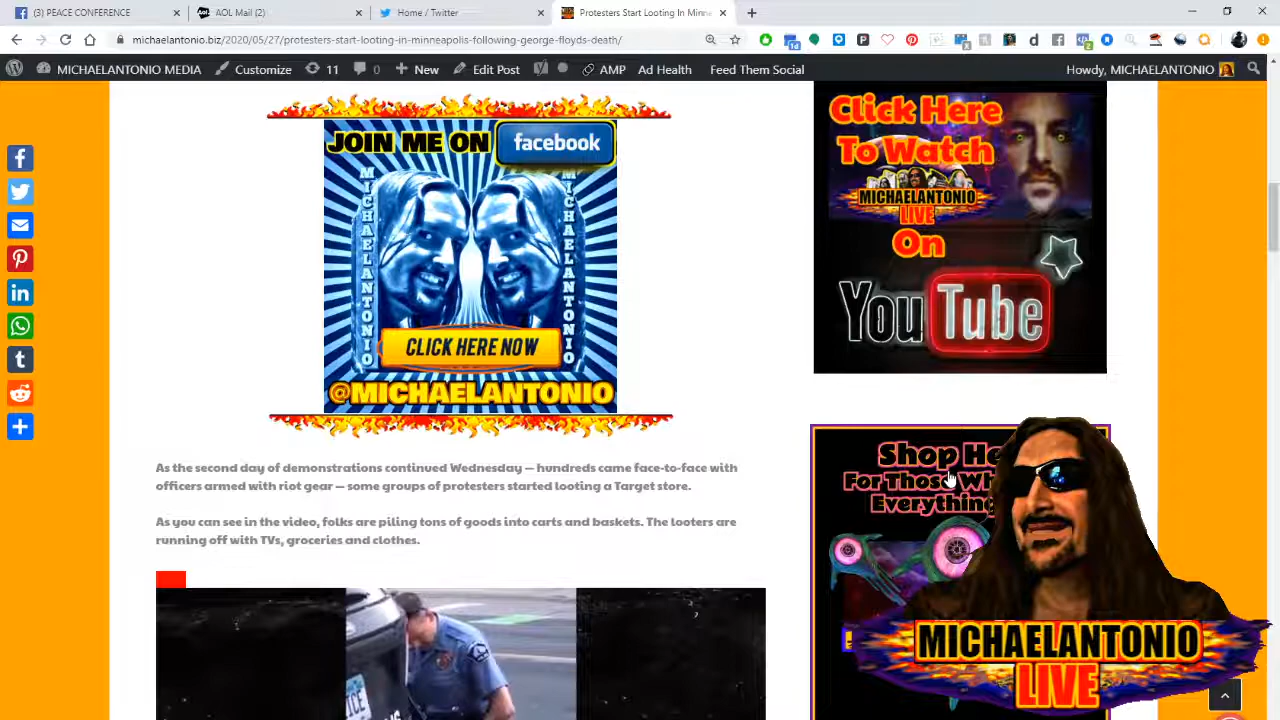 (3) PEACE CONFERENCE
AOL Mail (2)
Home / Twitter
Protesters Start Looting In Minne
michaelantonio.biz/2020/05/27/protesters-start-looting-in-minneapolis-following-george-floyds-death/
MICHAELANTONIO MEDIA
Customize
11
0
New
Edit Post
AMP
Ad Health
Feed Them Social
Howdy, MICHAELANTONIO
JOIN ME ON facebook
MICHAELANTONIO
MICHAELANTONIO
CLICK HERE NOW
@MICHAELANTONIO
Click Here
To Watch
MICHAELANTONIO
LIVE
On
YouTube
As the second day of demonstrations continued Wednesday — hundreds came face-to-face with
officers armed with riot gear — some groups of protesters started looting a Target store.
As you can see in the video, folks are piling tons of goods into carts and baskets. The looters are
running off with TVs, groceries and clothes.
Shop He
For Those Wh
Everything
MICHAELANTONIO
LIVE